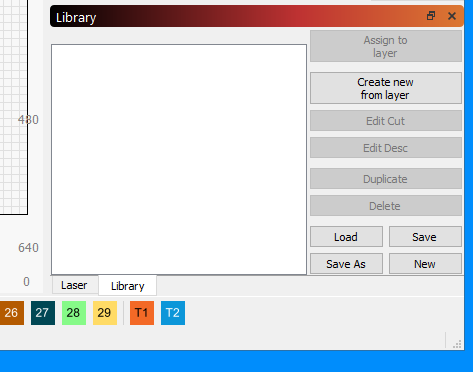 Library
Assign to
layer
Create new
from layer
480
Edit Cut
Edit Desc
Duplicate
Delete
Load Save
640
Save As New
0
Laser Library
26 27 28 29 T1 T2